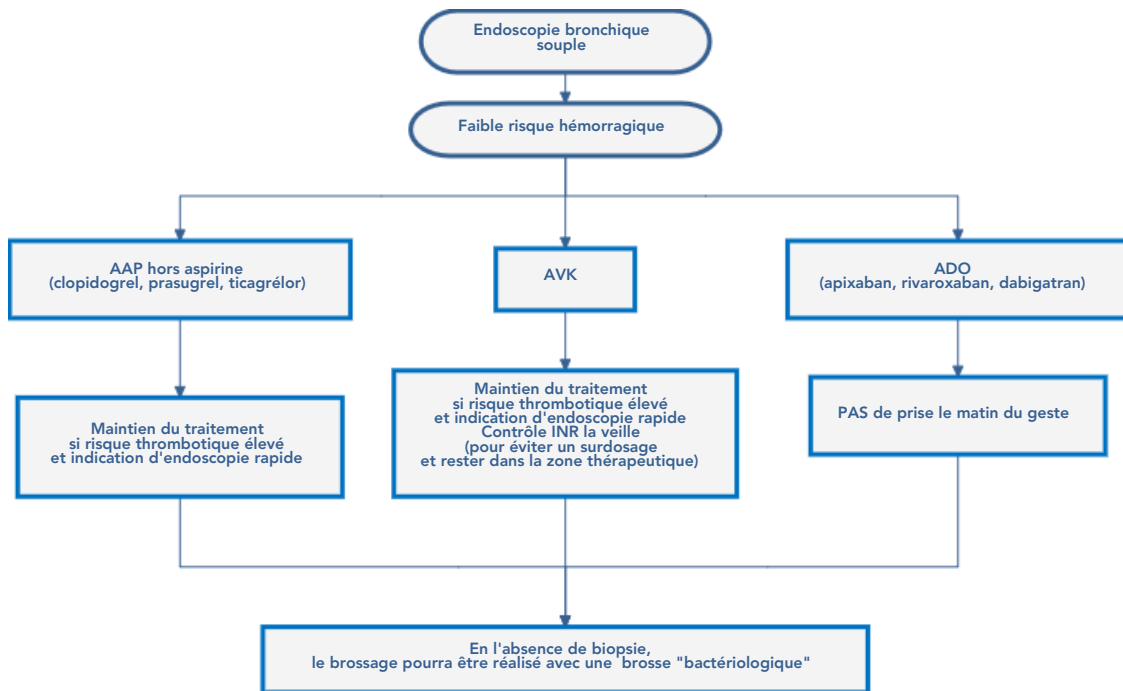 Endoscopie bronchique
souple
Faible risque hémorragique
AAP hors aspirine
(clopidogrel, prasugrel, ticagrélor)
AVK
ADO
(apixaban, rivaroxaban, dabigatran)
Maintien du traitement
si risque thrombotique élevé
et indication d'endoscopie rapide
Maintien du traitement
si risque thrombotique élevé
et indication d'endoscopie rapide
Contrôle INR la veille
(pour éviter un surdosage
et rester dans la zone thérapeutique)
PAS de prise le matin du geste
En l'absence de biopsie,
le brossage pourra être réalisé avec une brosse "bactériologique"